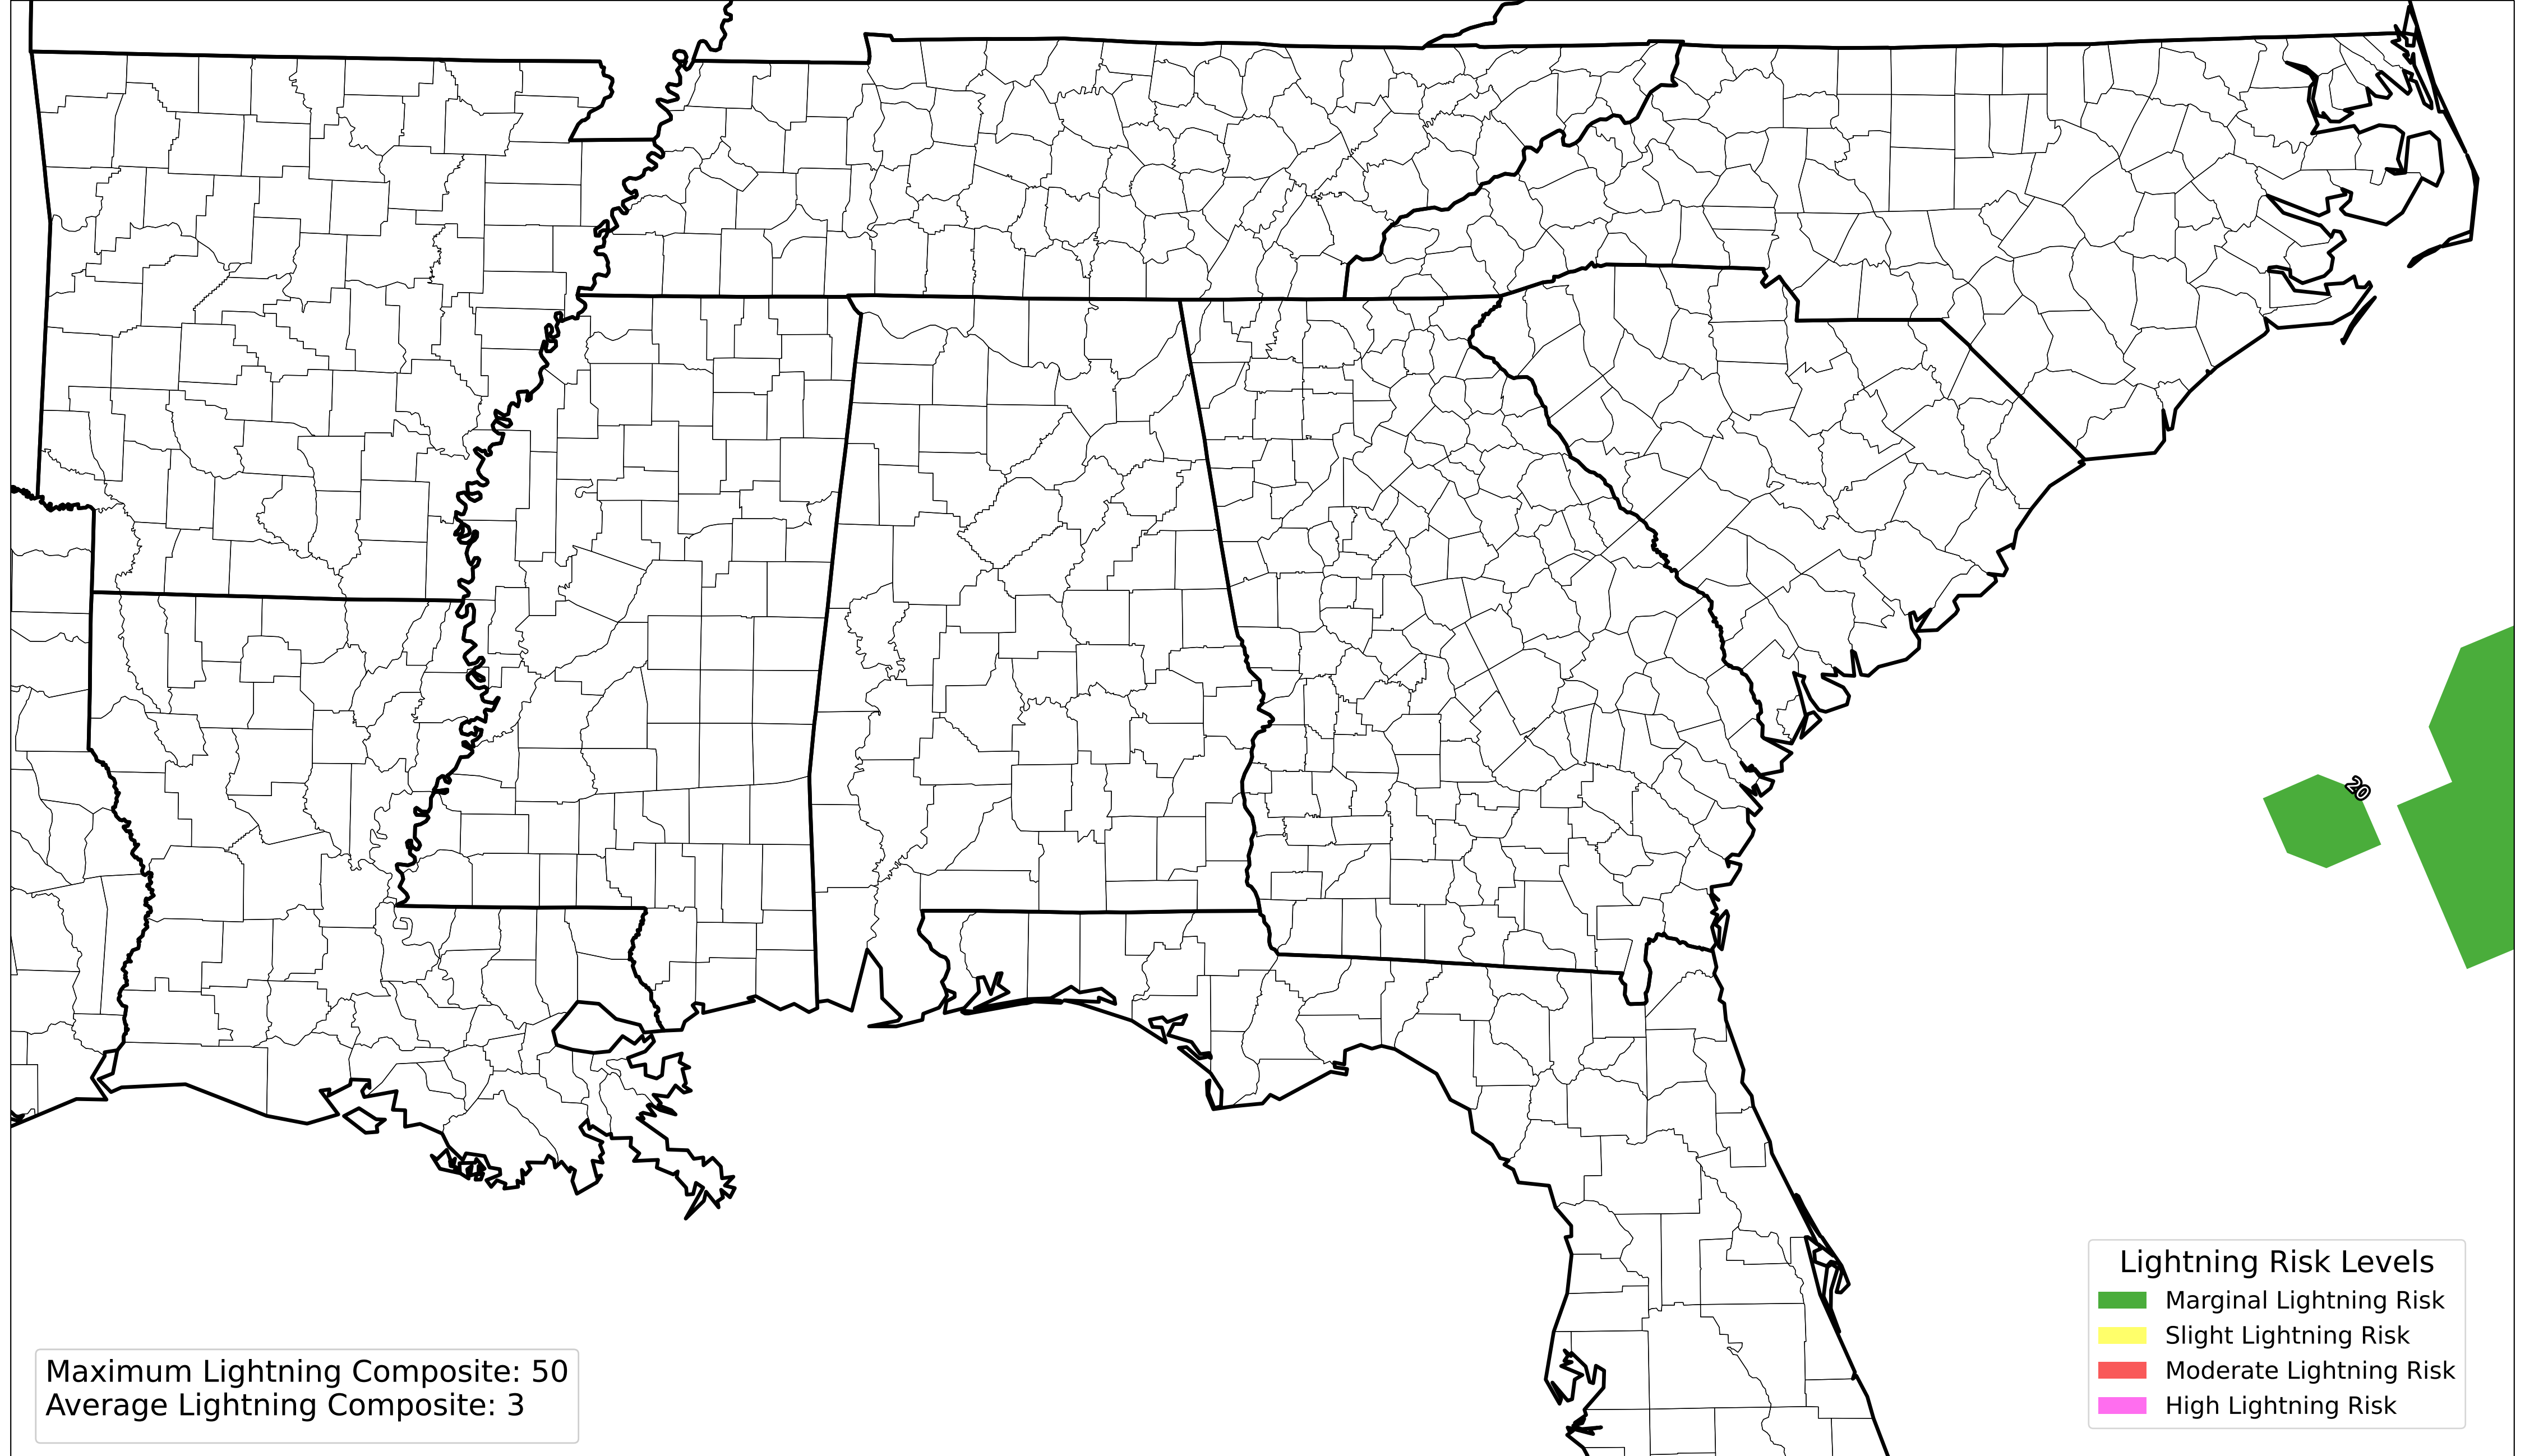 20
Lightning Risk Levels
Marginal Lightning Risk
Slight Lightning Risk
Moderate Lightning Risk
High Lightning Risk
Maximum Lightning Composite: 50
Average Lightning Composite: 3